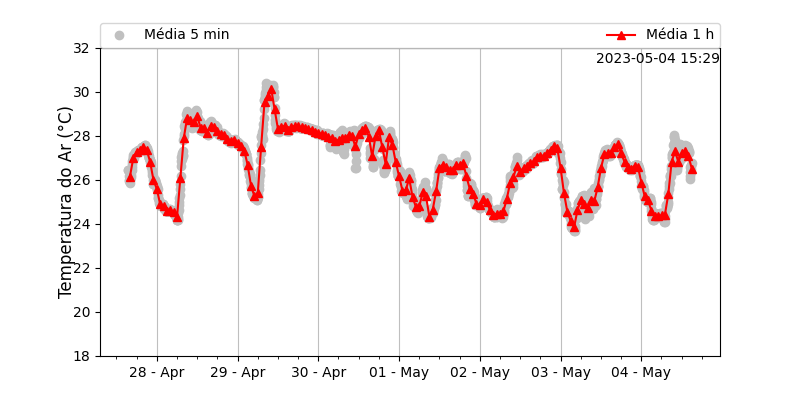 Média 5 min
Média 1 h
2023-05-04 15:29
Temperatura do Ar (°C)
32
30
28
26
24
22
20
18
28 - Apr
29 - Apr
30 - Apr
01 - May
02 - May
03 - May
04 - May